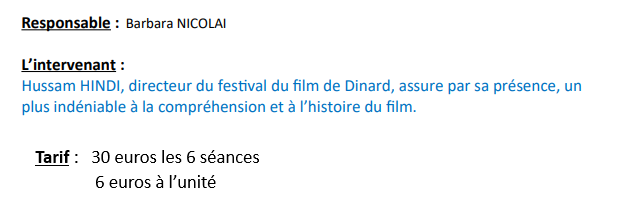 Responsable : Barbara NICOLAI
L’intervenant :
Hussam HINDI, directeur du festival du film de Dinard, assure par sa présence, un
plus indéniable à la compréhension et à l’histoire du film.
Tarif : 30 euros les 6 séances
6 euros à l’unité